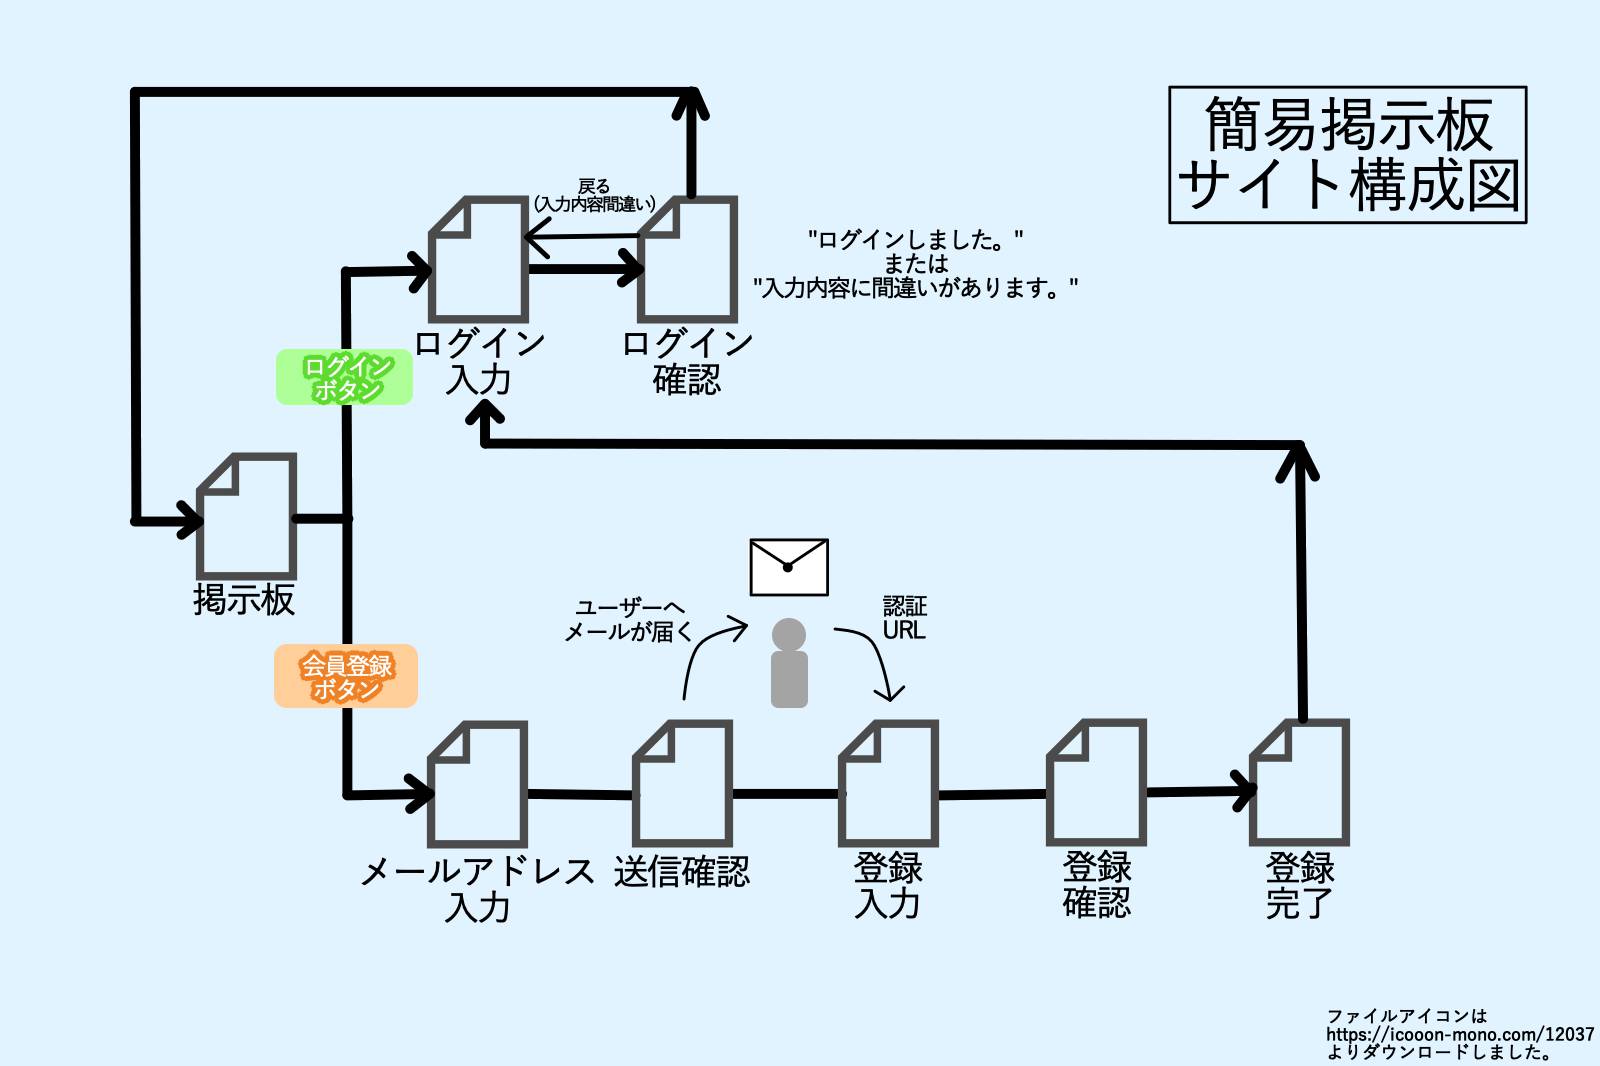 簡易掲示板
サイト構成図
戻る
(入力内容間違い)
"ログインしました。"
または
"入力内容に間違いがあります。"
ログイン
入力
ログイン
確認
ログイン
ボタン
掲示板
会員登録
ボタン
ユーザーへ
メールが届く
認証
URL
メールアドレス
入力
送信確認
登録
入力
登録
確認
登録
完了
ファイルアイコンは
https://icooon-mono.com/12037
よりダウンロードしました。